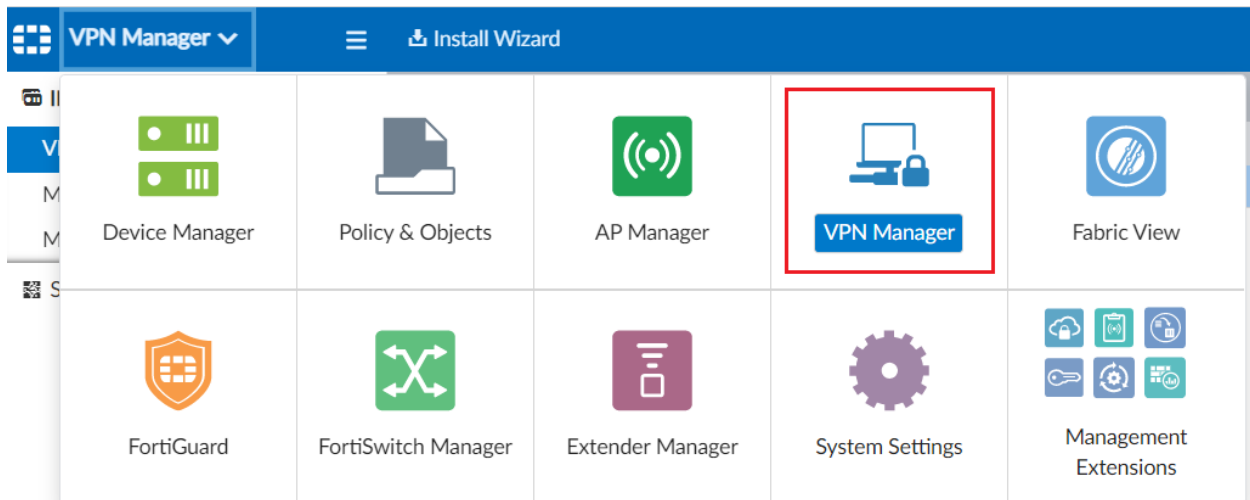 VPN Manager
Install Wizard
Device Manager
Policy & Objects
AP Manager
VPN Manager
Fabric View
FortiGuard
FortiSwitch Manager
Extender Manager
System Settings
Management
Extensions